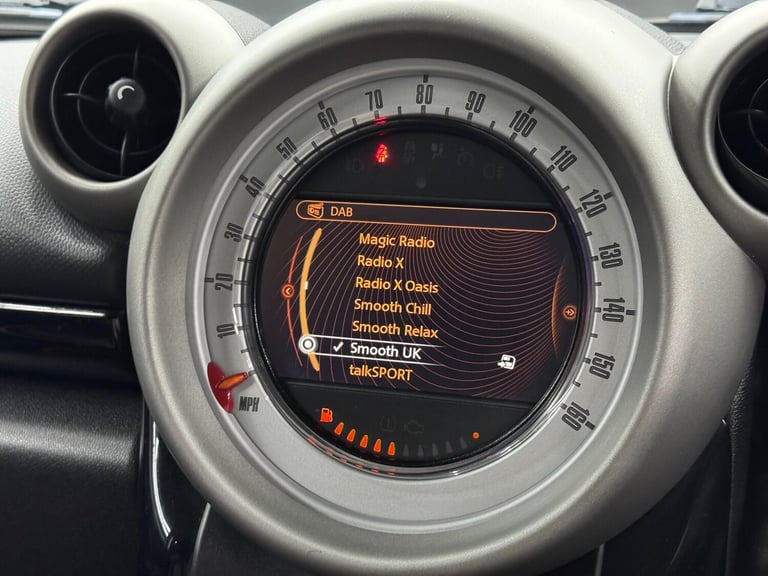 10
20
30
40
50
60
70
80
90
100
110
120
130
140
150
160
MPH
DAB
Magic Radio
Radio X
Radio X Oasis
Smooth Chill
Smooth Relax
Smooth UK
talkSPORT